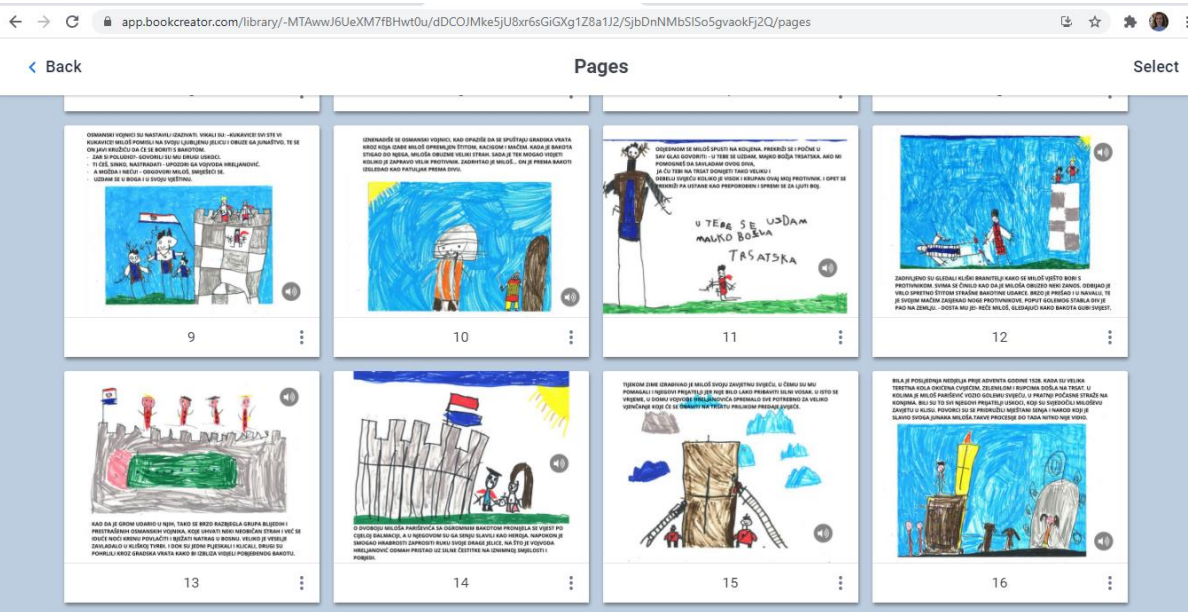 app.bookcreator.com/library/-MTAwwJ6UeXM7fBHwt0u/dDCOJMke5jU8xr6sGiGXg1Z8a1J2/SjbDnNMbSISo5gvaokFj2Q/pages
Back
Pages
Select
OSMANSKI VOJNICI SU NASTAVILI IZAZIVATI. VIKALI SU: -KUKAVICE! SVI STE VI
KUKAVICE! MILOŠ POMISLI NA SVOJU LJUBLJENU JELICU I OBUZE GA JUNAŠTVO, TE SE
ON JAVI KRUŽIĆU DA ĆE SE BORITI S BAKOTOM.
- ZAR SI POLUDIO?- GOVORILI SU MU DRUGI USKOCI.
- TI ĆEŠ, SINKO, NASTRADATI - UPOZORI GA VOJVODA HRELJANOVIĆ.
- A MOŽDA I NEĆU! - ODGOVORI MILOŠ, SMIJEŠEĆI SE.
- UZDAM SE U BOGA I U SVOJU VJEŠTINU.
9
IZNENADIŠE SE OSMANSKI VOJNICI, KAD OPAZIŠE DA SE SPUŠTAJU GRADSKA VRATA
KROZ KOJA IZAĐE MILOŠ OPREMLJEN ŠTITOM, KACIGOM I MAČEM. KADA JE BAKOTA
STIGAO DO NJEGA, MILOŠA OBUZME VELIKI STRAH. SADA JE TEK MOGAO VIDJETI
KOLIKO JE ZAPRAVO VELIK PROTIVNIK. ZADRHTAO JE MILOŠ... ON JE PREMA BAKOTI
IZGLEDAO KAO PATULJAK PREMA DIVU.
10
ODJEDNOM SE MILOŠ SPUSTI NA KOLJENA. PREKRIŽI SE I POČNE U
SAV GLAS GOVORITI: - U TEBE SE UZDAM, MAJKO BOŽJA TRSATSKA. AKO MI
POMOGNEŠ DA SAVLADAM OVOG DIVA,
JA ĆU TEBI NA TRSAT DONIJETI TAKO VELIKU I
DEBELU SVIJEĆU KOLIKO JE VISOK I KRUPAN OVAJ MOJ PROTIVNIK. I OPET SE
PREKRIŽI PA USTANE KAO PREPOROĐEN I SPREMI SE ZA LJUTI BOJ.
U TEBE SE UZDAM
MAJKO BOŽJA
TRSATSKA
11
ZADIVLJENO SU GLEDALI KLIŠKI BRANITELJI KAKO SE MILOŠ VJEŠTO BORI S
PROTIVNIKOM. SVIMA SE ČINILO KAO DA JE MILOŠA OBUZEO NEKI ZANOS. ODBIJAO JE
VRLO SPRETNO ŠTITOM STRAŠNE BAKOTINE UDARCE. BRZO JE PREŠAO I U NAVALU, TE
JE SVOJIM MAČEM ZASJEKAO NOGE PROTIVNIKOVE. POPUT GOLEMOG STABLA DIV JE
PAO NA ZEMLJU. - DOSTA MU JE!- REČE MILOŠ, GLEDAJUĆI KAKO BAKOTA GUBI SVIJEST.
12
KAO DA JE GROM UDARIO U NJIH, TAKO SE BRZO RAZBJEGLA GRUPA BLIJEDIH I
PRESTRAŠENIH OSMANSKIH VOJNIKA, KOJE UHVATI NEKI NEOBIČAN STRAH I VEĆ SE
IDUĆE NOĆI KRENU POVLAČITI I BJEŽATI NATRAG U BOSNU. VELIKO JE VESELJE
ZAVLADALO U KLIŠKOJ TVRĐI. I DOK SU JEDNI PLJESKALI I KLICALI, DRUGI SU
POHRLILI KROZ GRADSKA VRATA KAKO BI IZBLIZA VIDJELI POBIJEĐENOG BAKOTU.
13
O DVOBOJU MILOŠA PARIŠEVIĆA SA OGROMNIM BAKOTOM PRONIJELA SE VIJEST PO
CIJELOJ DALMACIJI, A U NJEGOVOM SU GA SENJU SLAVILI KAO HEROJA. NAPOKON JE
SMOGAO HRABROSTI ZAPROSITI RUKU SVOJE DRAGE JELICE, NA ŠTO JE VOJVODA
HRELJANOVIĆ ODMAH PRISTAO UZ SILNE ČESTITKE NA IZNIMNOJ SMJELOSTI I
POBJEDI.
14
TIJEKOM ZIME IZRAĐIVAO JE MILOŠ SVOJU ZAVJETNU SVIJEĆU, U ČEMU SU MU
POMAGALI I NJEGOVI PRIJATELJI JER NIJE BILO LAKO PRIBAVITI SILNI VOSAK. U ISTO SE
VRIJEME, U DOMU VOJVODE HRELJANOVIĆA SPREMALO SVE POTREBNO ZA VELIKO
VJENČANJE KOJE ĆE SE OBAVITI NA TRSATU PRILIKOM PREDAJE SVIJEĆE.
15
BILA JE POSLJEDNJA NEDJELJA PRIJE ADVENTA GODINE 1528. KADA SU VELIKA
TERETNA KOLA OKIĆENA CVIJEĆEM, ZELENILOM I RUPCIMA DOŠLA NA TRSAT. U
KOLIMA JE MILOŠ PARIŠEVIĆ VOZIO GOLEMU SVIJEĆU, U PRATNJI POČASNE STRAŽE NA
KONJIMA. BILI SU TO SVI NJEGOVI PRIJATELJI USKOCI, KOJI SU SVJEDOČILI MILOŠEVU
ZAVJETU U KLISU. POVORCI SU SE PRIDRUŽILI MJEŠTANI SENJA I NAROD KOJI JE
SLAVIO SVOGA JUNAKA MILOŠA.TAKVE PROCESIJE DO TADA NITKO NIJE VIDIO.
16